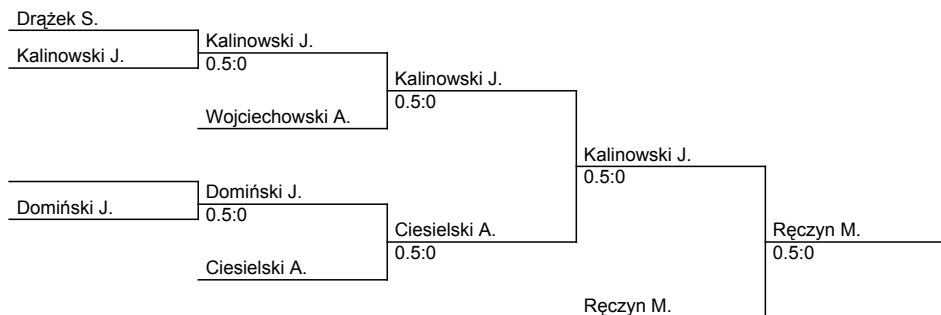 Drążek S.
Kalinowski J.
Kalinowski J.
0.5:0
Kalinowski J.
0.5:0
Wojciechowski A.
Kalinowski J.
0.5:0
Domiński J.
Domiński J.
0.5:0
Ciesielski A.
0.5:0
Ręczyn M.
0.5:0
Ciesielski A.
Ręczyn M.